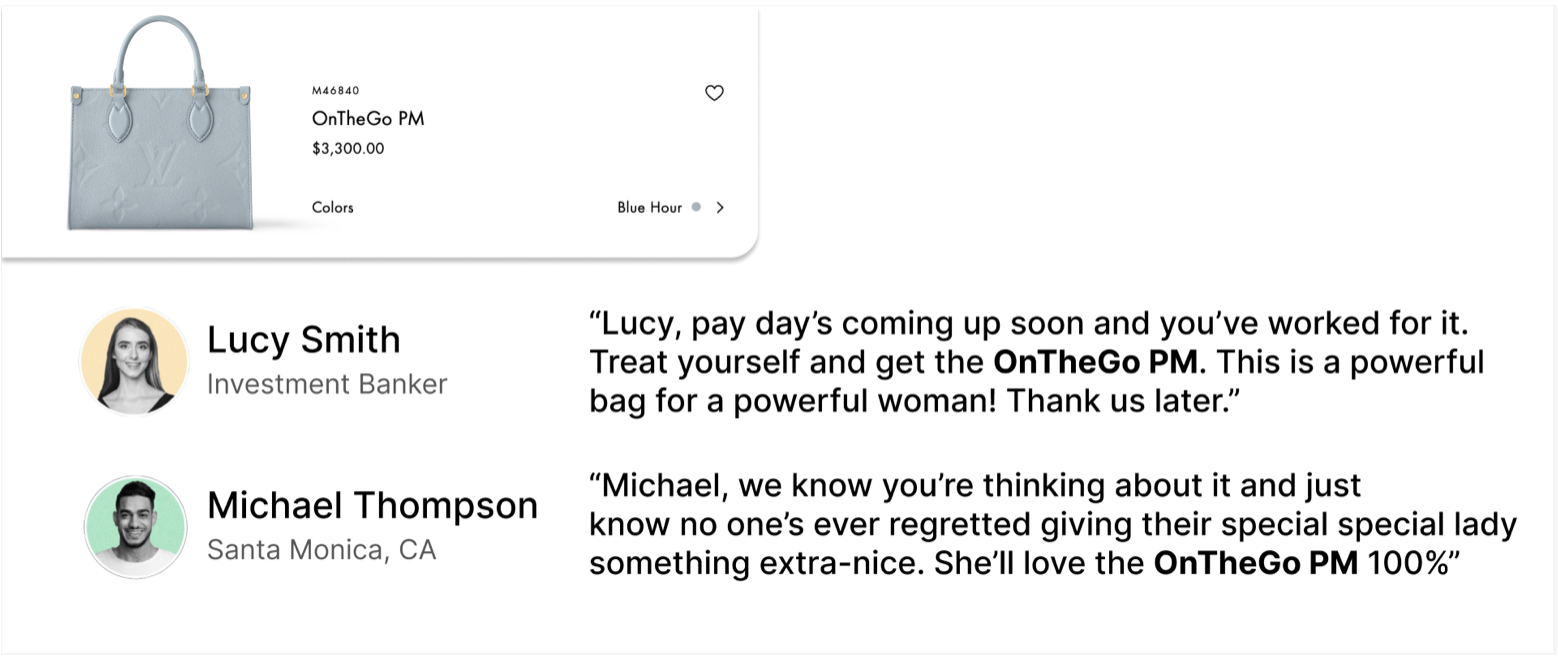 M46840
OnTheGo PM
$3,300.00
Colors
Blue Hour
Lucy Smith
Investment Banker
“Lucy, pay day’s coming up soon and you’ve worked for it.
Treat yourself and get the OnTheGo PM. This is a powerful
bag for a powerful woman! Thank us later.”
Michael Thompson
Santa Monica, CA
“Michael, we know you’re thinking about it and just
know no one’s ever regretted giving their special special lady
something extra-nice. She’ll love the OnTheGo PM 100%”